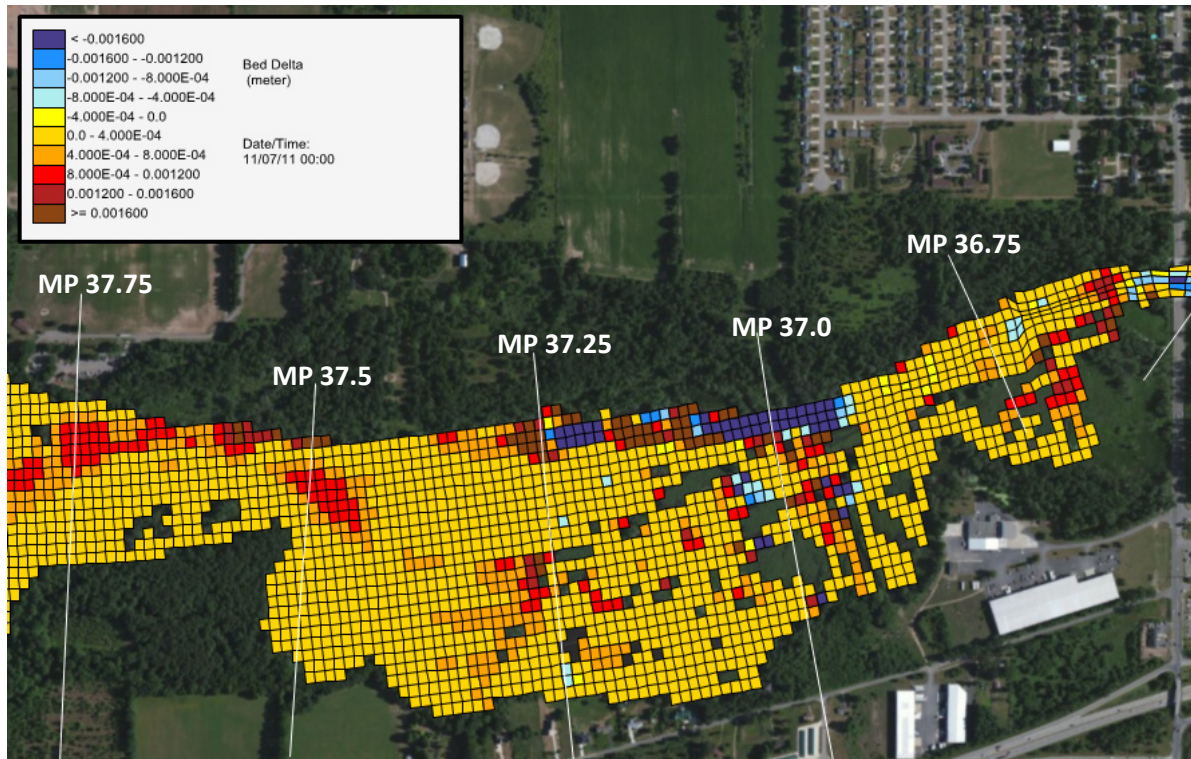 < -0.001600
-0.001600 - -0.001200
-0.001200 - -8.000E-04
-8.000E-04 - -4.000E-04
-4.000E-04 - 0.0
0.0 - 4.000E-04
4.000E-04 - 8.000E-04
8.000E-04 - 0.001200
0.001200 - 0.001600
>= 0.001600
Bed Delta
(meter)
Date/Time:
11/07/11 00:00
MP 37.75
MP 37.5
MP 37.25
MP 37.0
MP 36.75